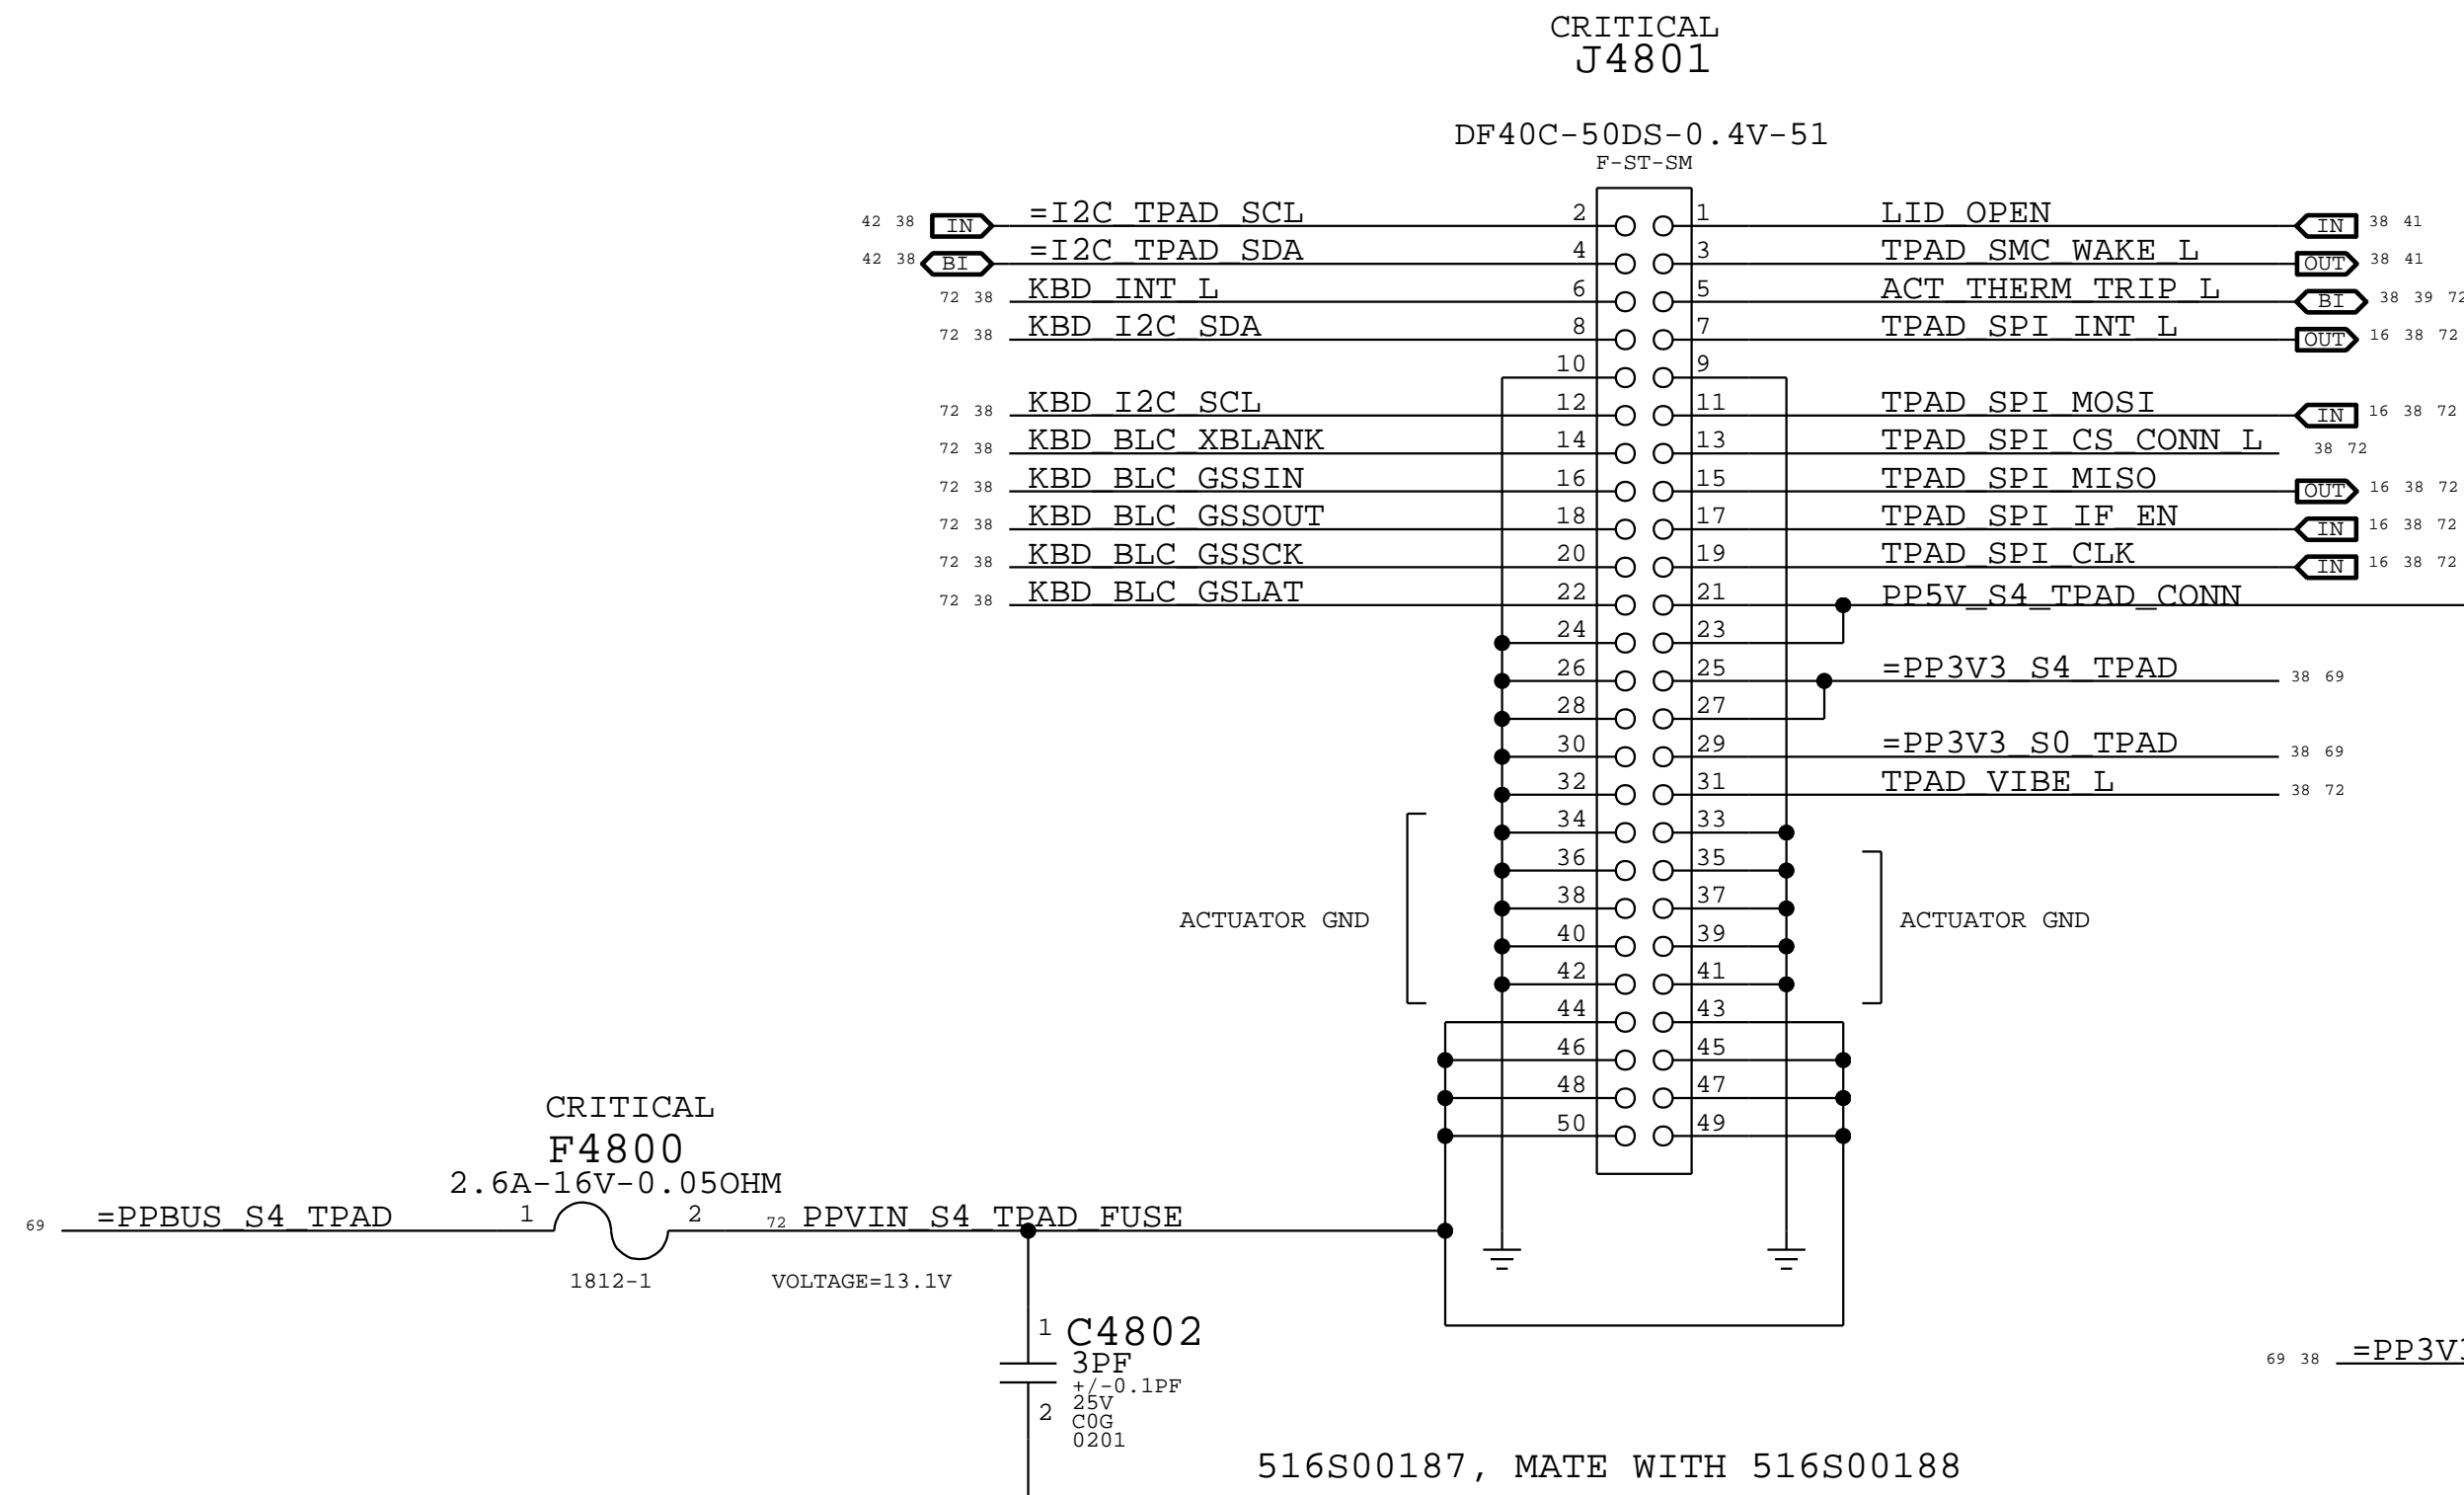 CRITICAL
J4801
DF40C-50DS-0.4V-51
F-ST-SM
42 38 IN =I2C_TPAD_SCL 2 1 LID_OPEN IN 38 41
42 38 BI =I2C_TPAD_SDA 4 3 TPAD_SMC_WAKE_L OUT 38 41
72 38 KBD_INT_L 6 5 ACT_THERM_TRIP_L BI 38 39 72
72 38 KBD_I2C_SDA 8 7 TPAD_SPI_INT_L OUT 16 38 72
10 9
72 38 KBD_I2C_SCL 12 11 TPAD_SPI_MOSI IN 16 38 72
72 38 KBD_BLC_XBLANK 14 13 TPAD_SPI_CS_CONN_L 38 72
72 38 KBD_BLC_GSSIN 16 15 TPAD_SPI_MISO OUT 16 38 72
72 38 KBD_BLC_GSSOUT 18 17 TPAD_SPI_IF_EN IN 16 38 72
72 38 KBD_BLC_GSSCK 20 19 TPAD_SPI_CLK IN 16 38 72
72 38 KBD_BLC_GSLAT 22 21 PP5V_S4_TPAD_CONN
24 23
26 25 =PP3V3_S4_TPAD 38 69
28 27
30 29 =PP3V3_S0_TPAD 38 69
32 31 TPAD_VIBE_L 38 72
34 33
36 35
38 37
ACTUATOR GND ACTUATOR GND
40 39
42 41
44 43
46 45
48 47
50 49
CRITICAL
F4800
2.6A-16V-0.05OHM
69 =PPBUS_S4_TPAD 1 2 72 PPVIN_S4_TPAD_FUSE
1812-1 VOLTAGE=13.1V
1 C4802
3PF
+/-0.1PF
25V
2 C0G
0201
69 38 =PP3V3
516S00187, MATE WITH 516S00188